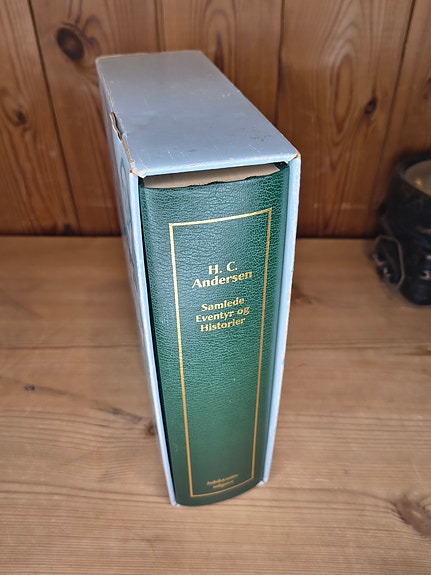 H. C.
Andersen
Samlede
Eventyr og
Historier